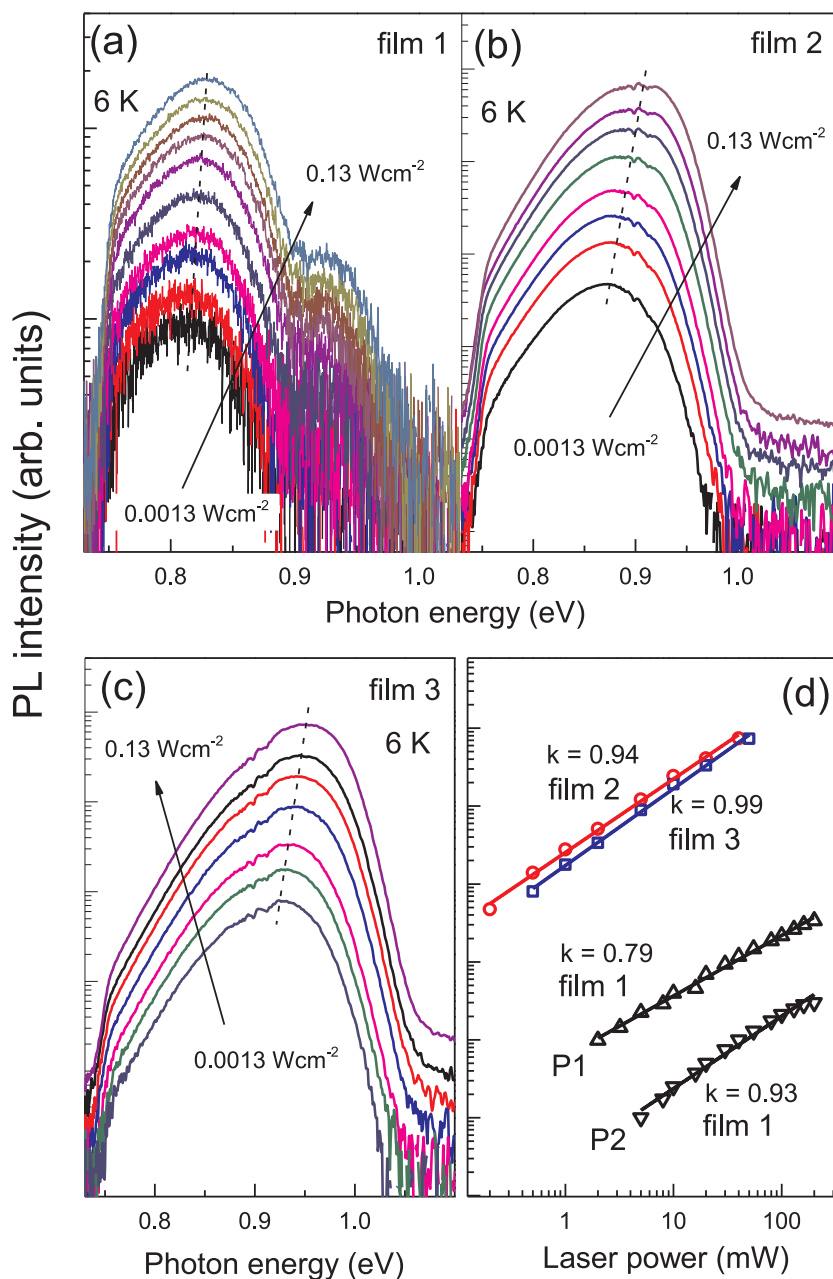 PL intensity (arb. units)
(a)
film 1
6 K
0.13 Wcm-2
0.0013 Wcm-2
0.8
0.9
1.0
(b)
film 2
6 K
0.13 Wcm-2
0.0013 Wcm-2
0.8
0.9
1.0
Photon energy (eV)
(c)
film 3
6 K
0.13 Wcm-2
0.0013 Wcm-2
0.8
0.9
1.0
Photon energy (eV)
(d)
k = 0.94
film 2
k = 0.99
film 3
k = 0.79
film 1
P1
k = 0.93
film 1
P2
1
10
100
Laser power (mW)